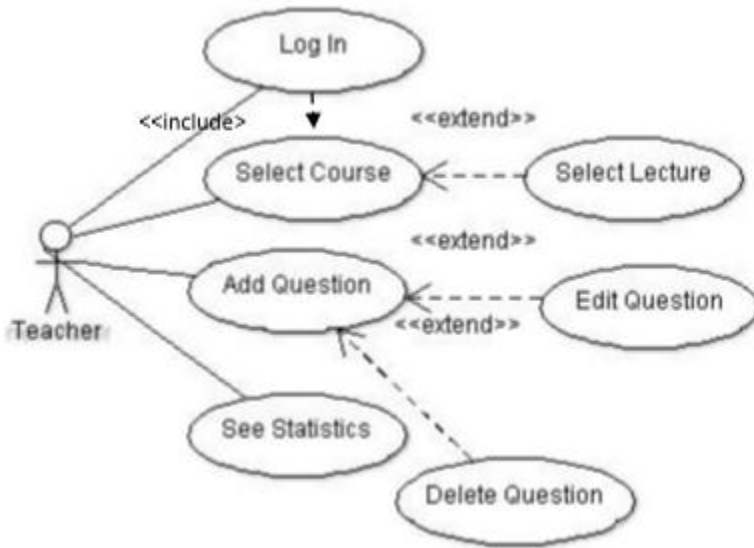 Log In
<<include>
<<extend>>
Select Course
Select Lecture
<<extend>>
Add Question
Edit Question
<<extend>>
Teacher
See Statistics
Delete Question